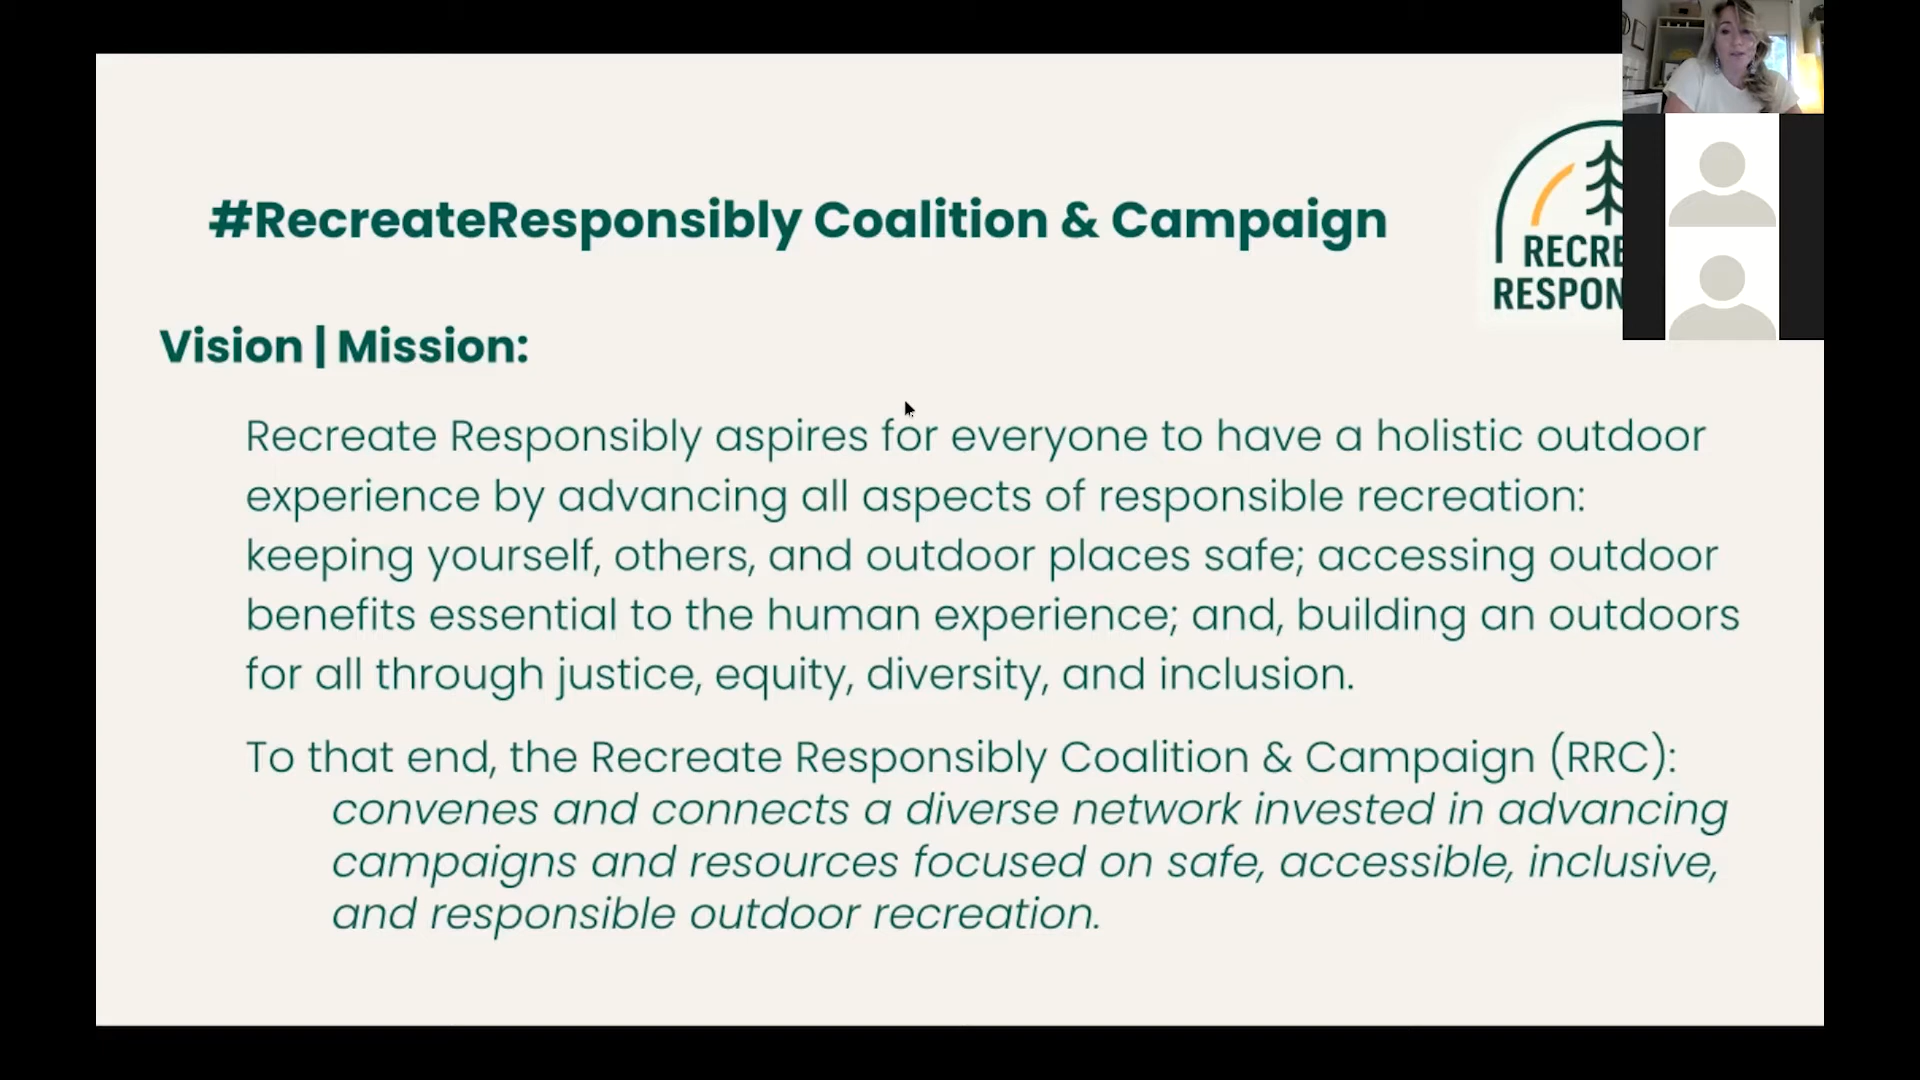 #RecreateResponsibly Coalition & Campaign
RECRE
RESPON
Vision | Mission:
Recreate Responsibly aspires for everyone to have a holistic outdoor
experience by advancing all aspects of responsible recreation:
keeping yourself, others, and outdoor places safe; accessing outdoor
benefits essential to the human experience; and, building an outdoors
for all through justice, equity, diversity, and inclusion.
To that end, the Recreate Responsibly Coalition & Campaign (RRC):
convenes and connects a diverse network invested in advancing
campaigns and resources focused on safe, accessible, inclusive,
and responsible outdoor recreation.